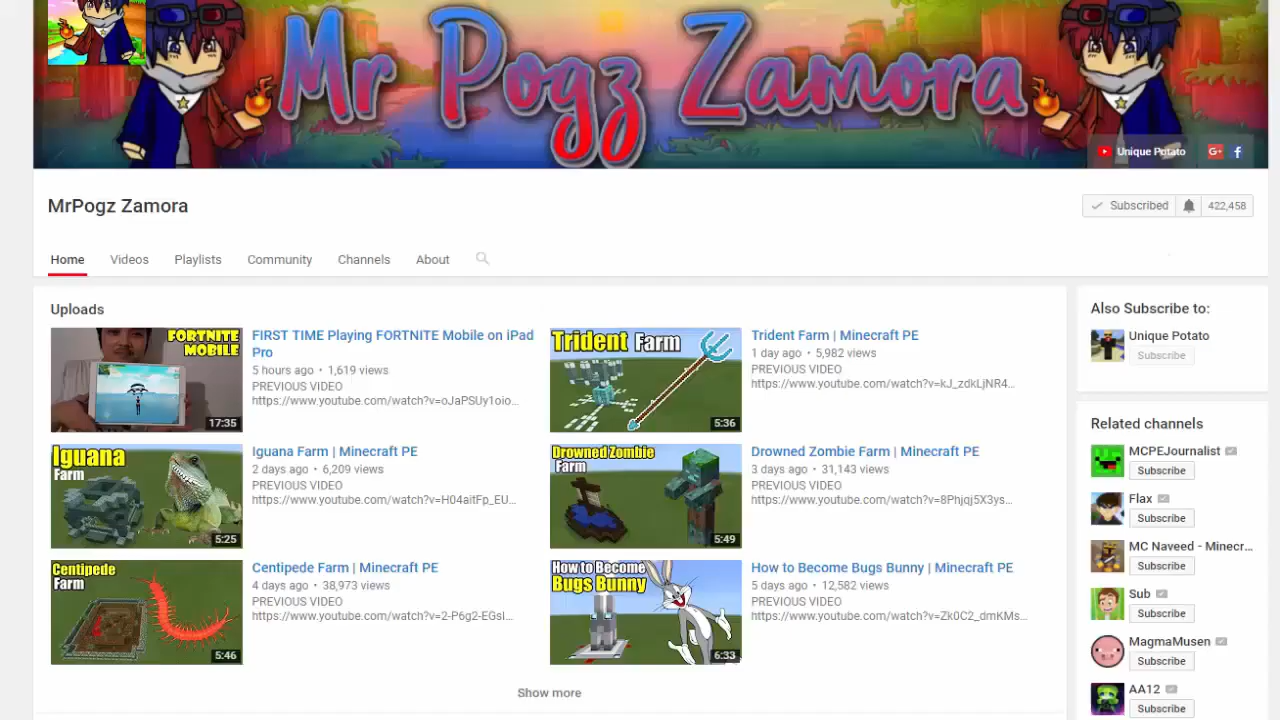 Mr Pogz Zamora
Unique Potato
G+ f
MrPogz Zamora
Subscribed
422,458
Home
Videos
Playlists
Community
Channels
About
Uploads
FORTNITE
MOBILE
17:35
FIRST TIME Playing FORTNITE Mobile on iPad
Pro
5 hours ago • 1,619 views
PREVIOUS VIDEO
https://www.youtube.com/watch?v=oJaPSUy1oio...
Trident Farm
5:36
Trident Farm | Minecraft PE
1 day ago • 5,982 views
PREVIOUS VIDEO
https://www.youtube.com/watch?v=kJ_zdkLjNR4...
Iguana
Farm
5:25
Iguana Farm | Minecraft PE
2 days ago • 6,209 views
PREVIOUS VIDEO
https://www.youtube.com/watch?v=H04aitFp_EU...
Drowned Zombie
Farm
5:49
Drowned Zombie Farm | Minecraft PE
3 days ago • 31,143 views
PREVIOUS VIDEO
https://www.youtube.com/watch?v=8Phjqj5X3ys...
Centipede
Farm
5:46
Centipede Farm | Minecraft PE
4 days ago • 38,973 views
PREVIOUS VIDEO
https://www.youtube.com/watch?v=2-P6g2-EGsI...
How to Become
Bugs Bunny
6:33
How to Become Bugs Bunny | Minecraft PE
5 days ago • 12,582 views
PREVIOUS VIDEO
https://www.youtube.com/watch?v=Zk0C2_dmKMs...
Show more
Also Subscribe to:
Unique Potato
Subscribe
Related channels
MCPEJournalist
Subscribe
Flax
Subscribe
MC Naveed - Minecr...
Subscribe
Sub
Subscribe
MagmaMusen
Subscribe
AA12
Subscribe